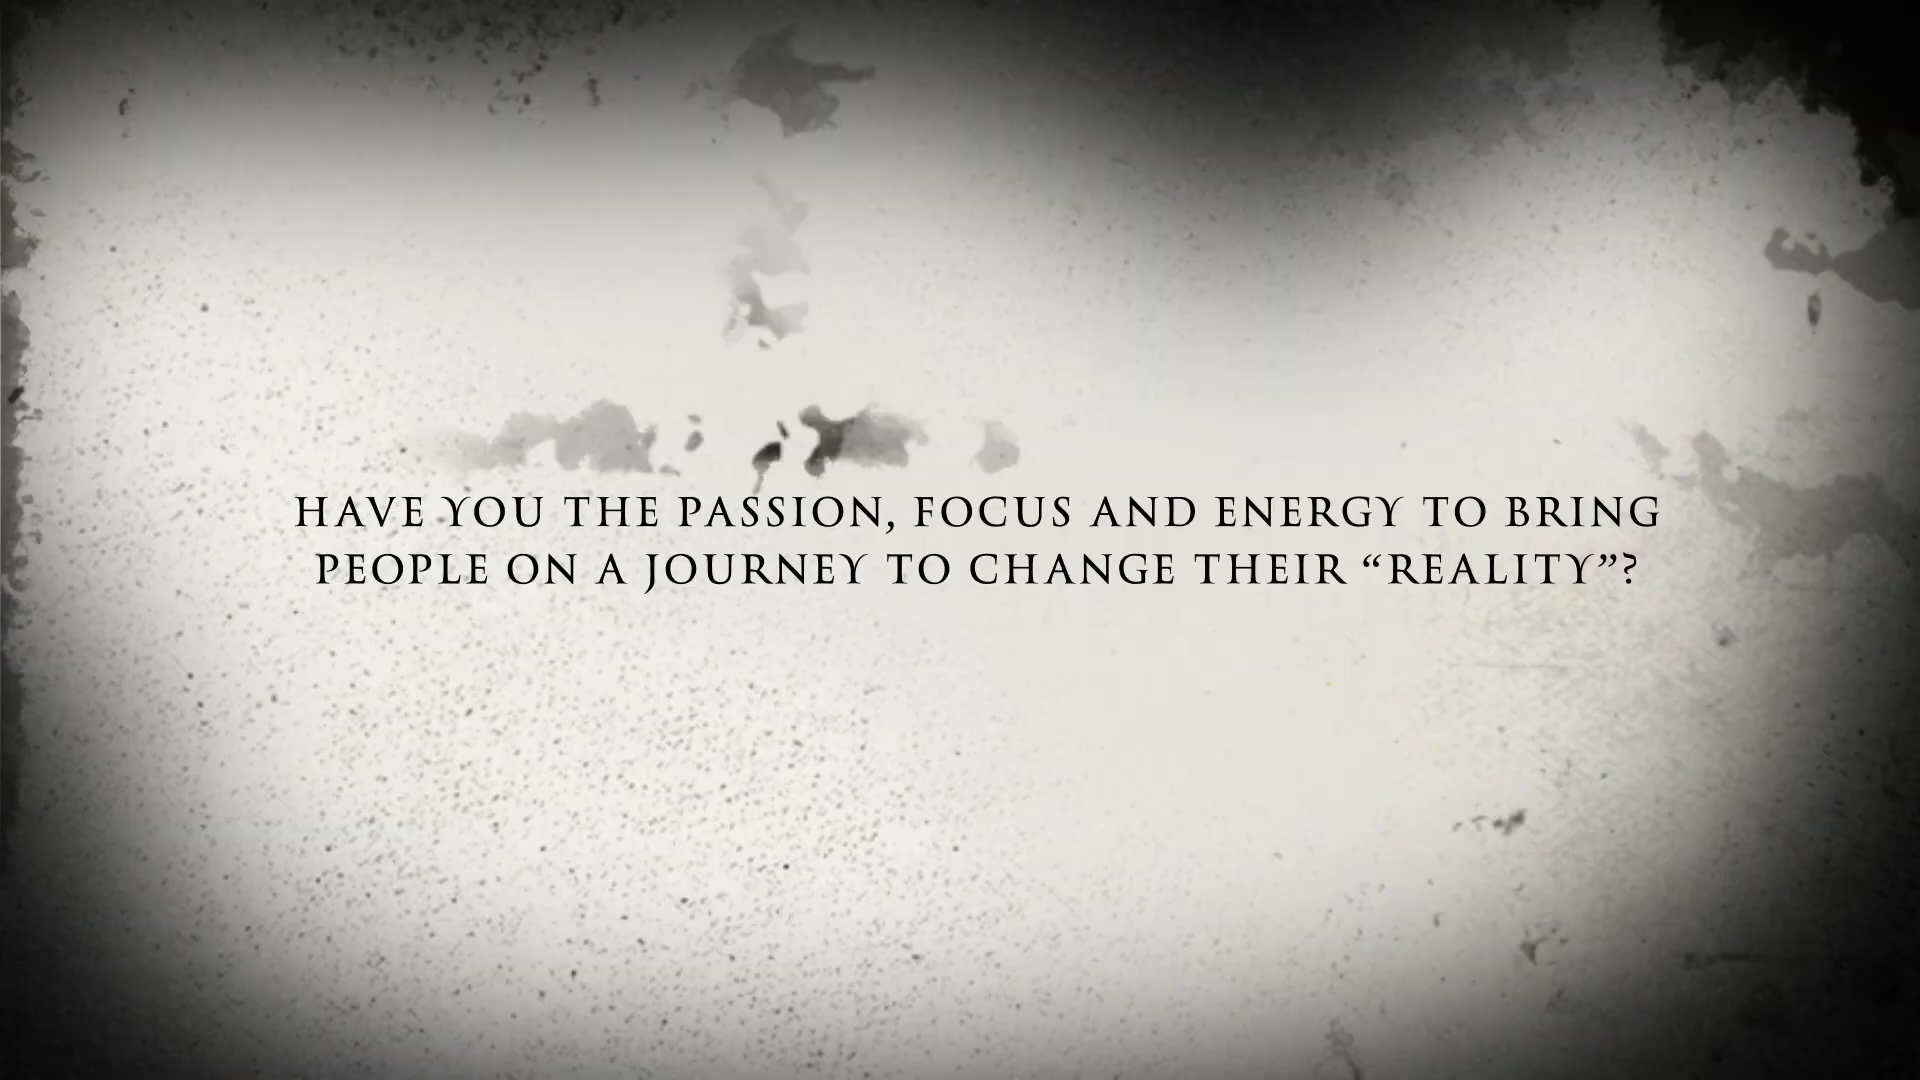 HAVE YOU THE PASSION, FOCUS AND ENERGY TO BRING
PEOPLE ON A JOURNEY TO CHANGE THEIR “REALITY”?